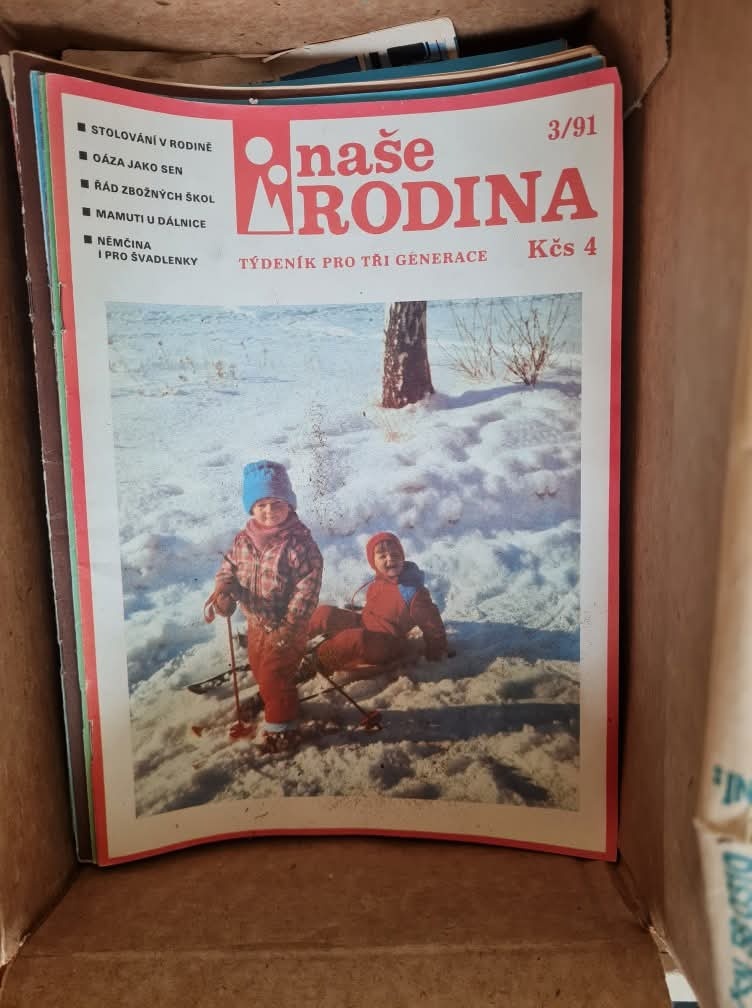 STOLOVÁNÍ V RODINĚ
OÁZA JAKO SEN
ŘÁD ZBOŽNÝCH ŠKOL
MAMUTI U DÁLNICE
NĚMČINA
I PRO ŠVADLENKY
naše
RODINA
TÝDENÍK PRO TŘI GENERACE
3/91
Kčs 4